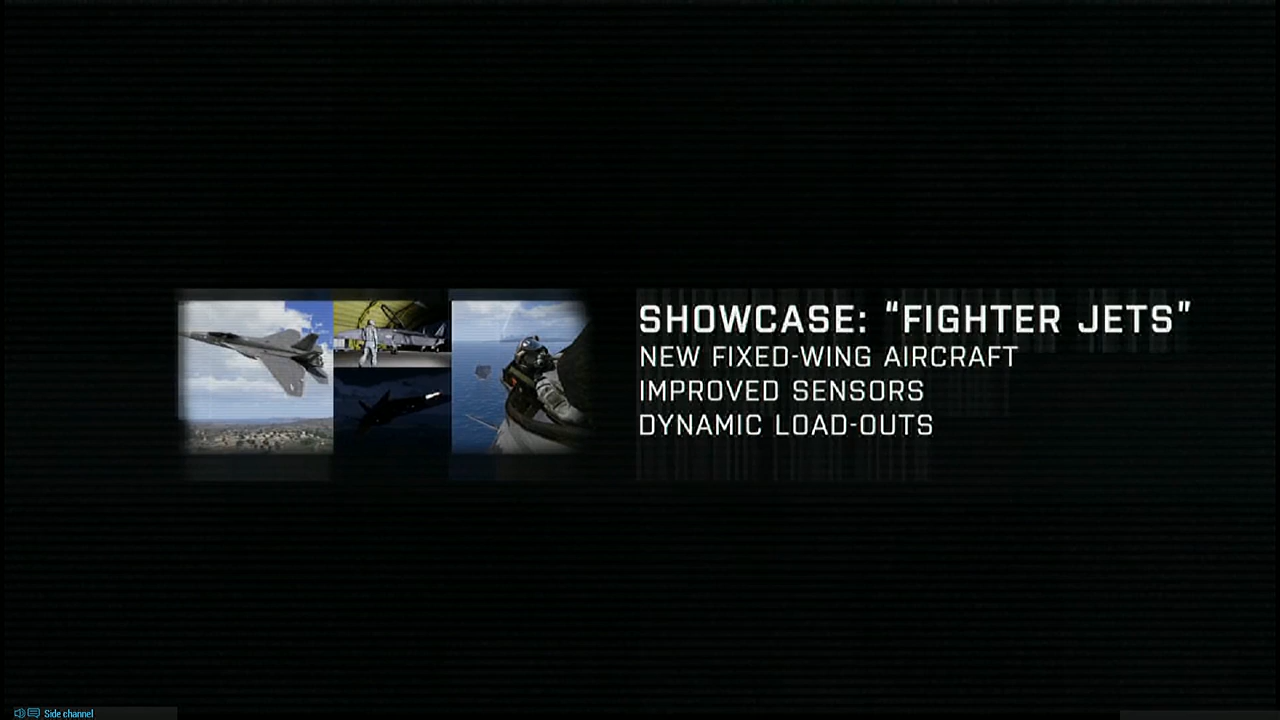 SHOWCASE: “FIGHTER JETS”
NEW FIXED-WING AIRCRAFT
IMPROVED SENSORS
DYNAMIC LOAD-OUTS
Side channel